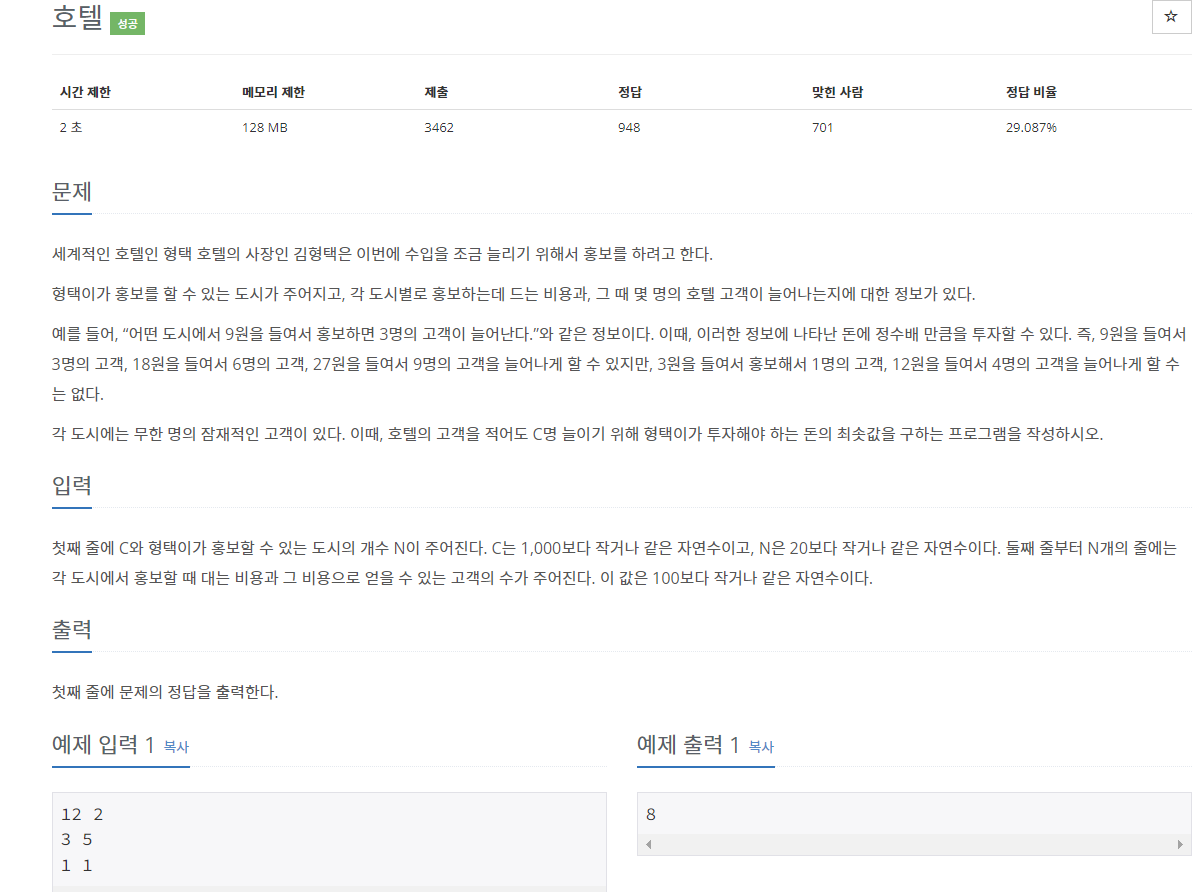 호텔 성공
☆
시간 제한 메모리 제한 제출 정답 맞힌 사람 정답 비율
2 초 128 MB 3462 948 701 29.087%
문제
세계적인 호텔인 형택 호텔의 사장인 김형택은 이번에 수입을 조금 늘리기 위해서 홍보를 하려고 한다.
형택이가 홍보를 할 수 있는 도시가 주어지고, 각 도시별로 홍보하는데 드는 비용과, 그 때 몇 명의 호텔 고객이 늘어나는지에 대한 정보가 있다.
예를 들어, “어떤 도시에서 9원을 들여서 홍보하면 3명의 고객이 늘어난다.”와 같은 정보이다. 이때, 이러한 정보에 나타난 돈에 정수배 만큼을 투자할 수 있다. 즉, 9원을 들여서
3명의 고객, 18원을 들여서 6명의 고객, 27원을 들여서 9명의 고객을 늘어나게 할 수 있지만, 3원을 들여서 홍보해서 1명의 고객, 12원을 들여서 4명의 고객을 늘어나게 할 수
는 없다.
각 도시에는 무한 명의 잠재적인 고객이 있다. 이때, 호텔의 고객을 적어도 C명 늘이기 위해 형택이가 투자해야 하는 돈의 최솟값을 구하는 프로그램을 작성하시오.
입력
첫째 줄에 C와 형택이가 홍보할 수 있는 도시의 개수 N이 주어진다. C는 1,000보다 작거나 같은 자연수이고, N은 20보다 작거나 같은 자연수이다. 둘째 줄부터 N개의 줄에는
각 도시에서 홍보할 때 대는 비용과 그 비용으로 얻을 수 있는 고객의 수가 주어진다. 이 값은 100보다 작거나 같은 자연수이다.
출력
첫째 줄에 문제의 정답을 출력한다.
예제 입력 1 복사
12 2
3 5
1 1
예제 출력 1 복사
8